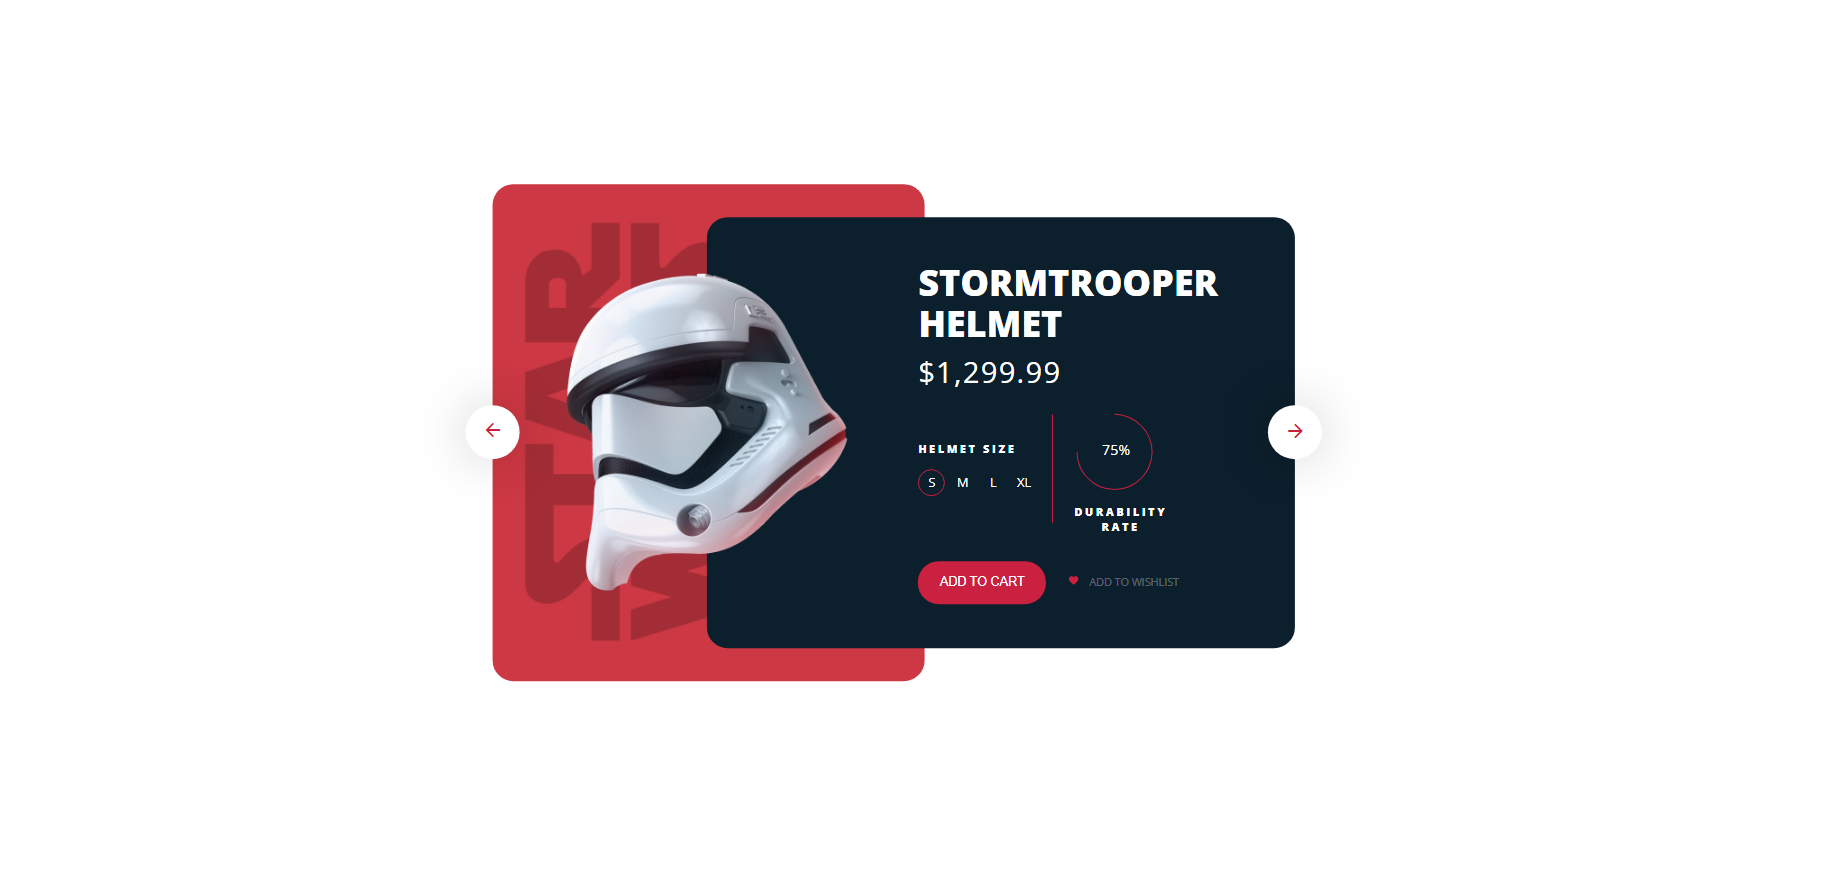 STAR
WARS
STORMTROOPER
HELMET
$1,299.99
HELMET SIZE
S M L XL
75%
DURABILITY
RATE
ADD TO CART
ADD TO WISHLIST